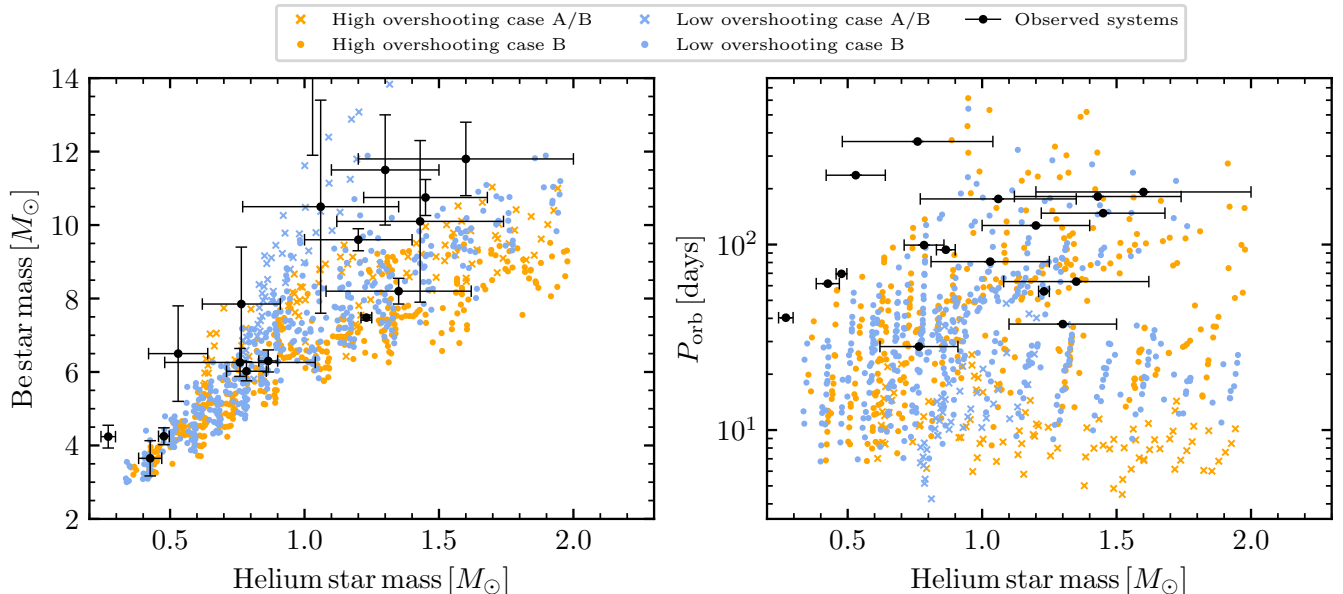 High overshooting case A/B
Low overshooting case A/B
Observed systems
High overshooting case B
Low overshooting case B
14
12
10
8
6
4
2
Be star mass [M☉]
0.5 1.0 1.5 2.0
Helium star mass [M☉]
10²
10¹
P_orb [days]
0.5 1.0 1.5 2.0
Helium star mass [M☉]